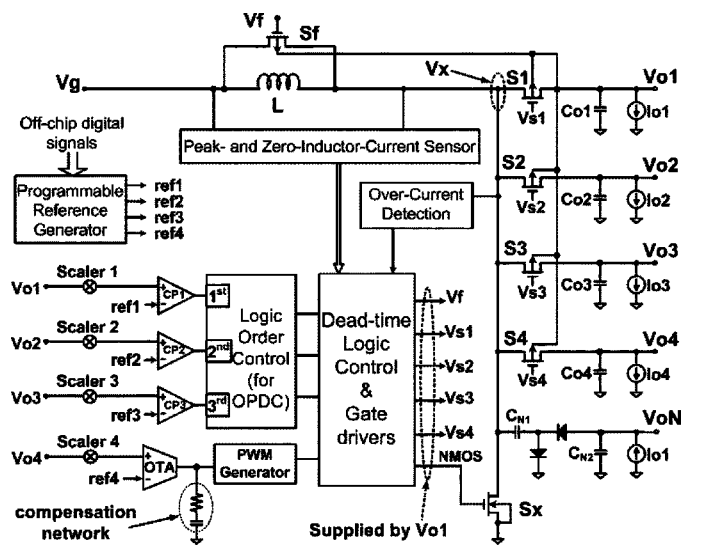 Vf
Sf
Vg
L
Vx
S1
Vs1
Vo1
Co1
Io1
Off-chip digital
signals
Peak- and Zero-Inductor-Current Sensor
Programmable
Reference
Generator
ref1
ref2
ref3
ref4
Over-Current
Detection
S2
Vs2
Vo2
Co2
Io2
S3
Vs3
Vo3
Co3
Io3
S4
Vs4
Vo4
Co4
Io4
Vo1
Scaler 1
ref1
CP1
1st
Vo2
Scaler 2
ref2
CP2
2nd
Vo3
Scaler 3
ref3
CP3
3rd
Logic
Order
Control
(for
OPDC)
Dead-time
Logic
Control
&
Gate
drivers
Vf
Vs1
Vs2
Vs3
Vs4
NMOS
Vo4
Scaler 4
ref4
OTA
PWM
Generator
compensation
network
Supplied by Vo1
Sx
CN1
CN2
VoN
Io1